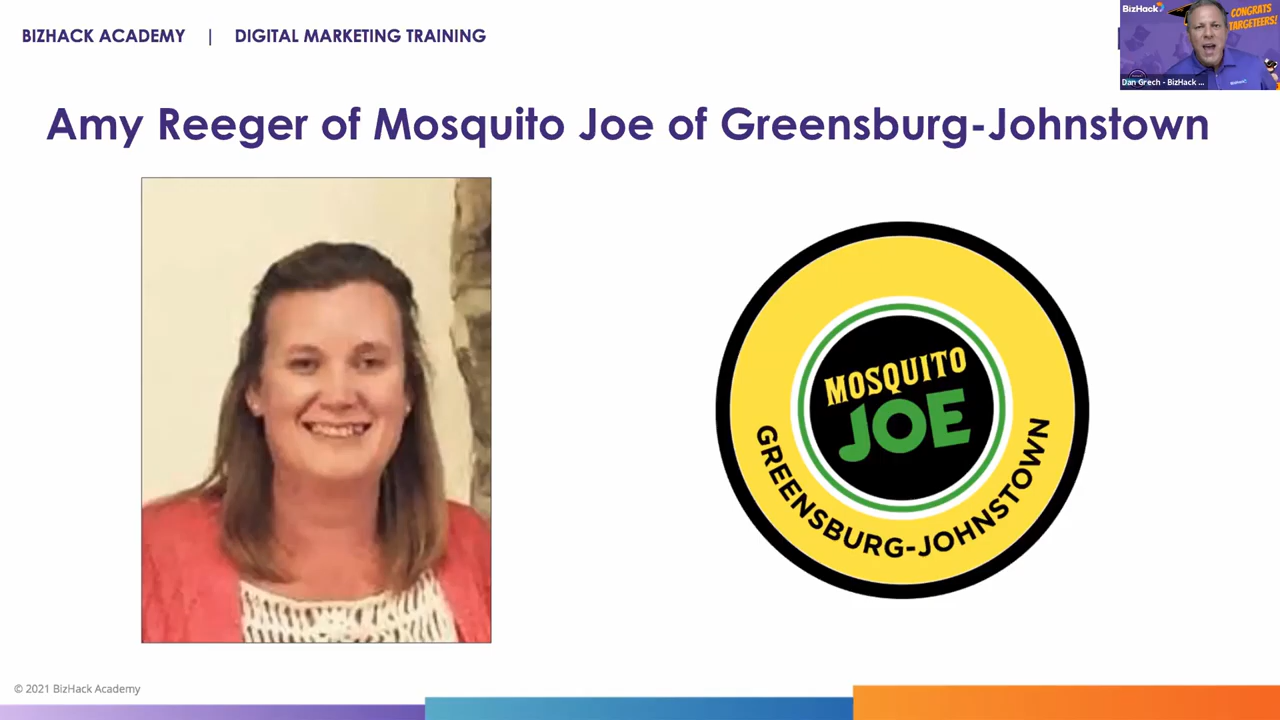 BIZHACK ACADEMY | DIGITAL MARKETING TRAINING
BizHack
CONGRATS
TARGETEERS!
Dan Grech - BizHack ...
Amy Reeger of Mosquito Joe of Greensburg-Johnstown
MOSQUITO
JOE
GREENSBURG-JOHNSTOWN
© 2021 BizHack Academy